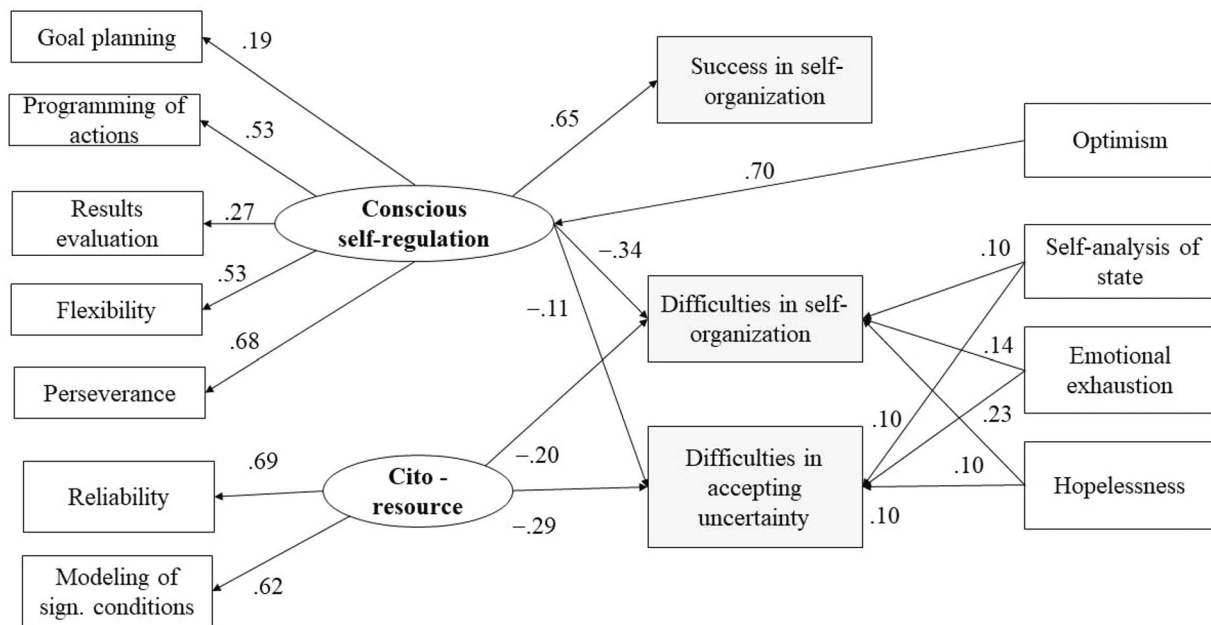 Goal planning
.19
Programming of
actions
.53
Results
evaluation
.27
Flexibility
.53
Perseverance
.68
Conscious
self-regulation
.65
Success in self-
organization
.70
Optimism
−.34
−.11
Difficulties in self-
organization
.10
Self-analysis of
state
.14
Emotional
exhaustion
.23
.10
Reliability
.69
Cito -
resource
−.20
−.29
Difficulties in
accepting
uncertainty
.10
.10
Hopelessness
Modeling of
sign. conditions
.62